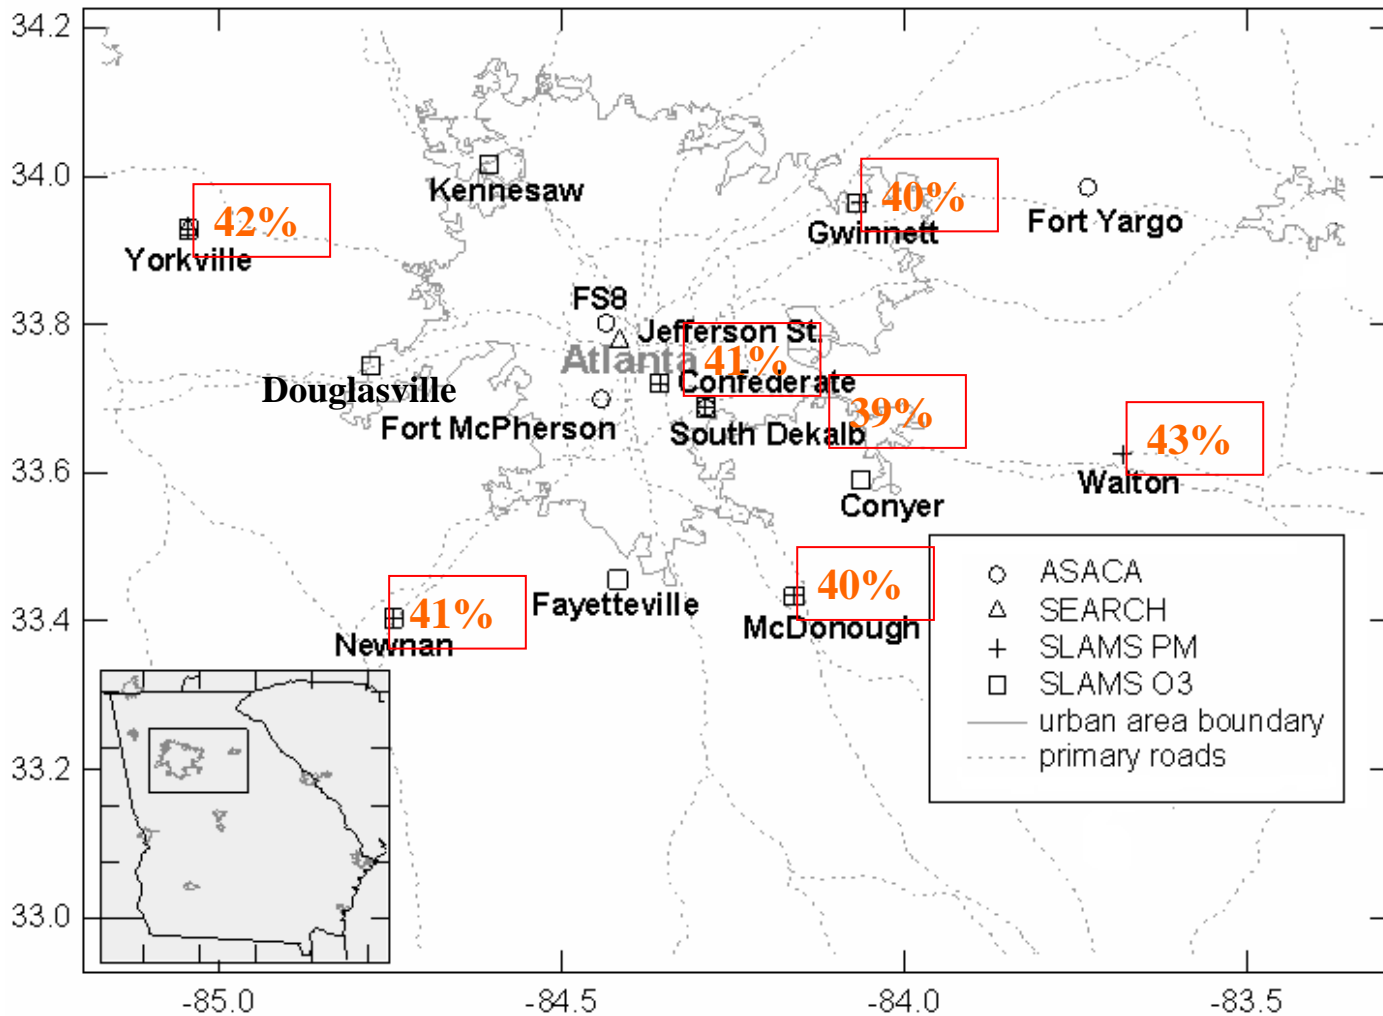 34.2
34.0
33.8
33.6
33.4
33.2
33.0
Kennesaw
42%
Yorkville
40%
Gwinnett
Fort Yargo
FS8
Jefferson St.
Atlanta
41%
Confederate
Douglasville
39%
Fort McPherson
South Dekalb
43%
Walton
Conyer
Fayetteville
40%
McDonough
41%
Newnan
ASACA
SEARCH
SLAMS PM
SLAMS O3
urban area boundary
primary roads
-85.0
-84.5
-84.0
-83.5